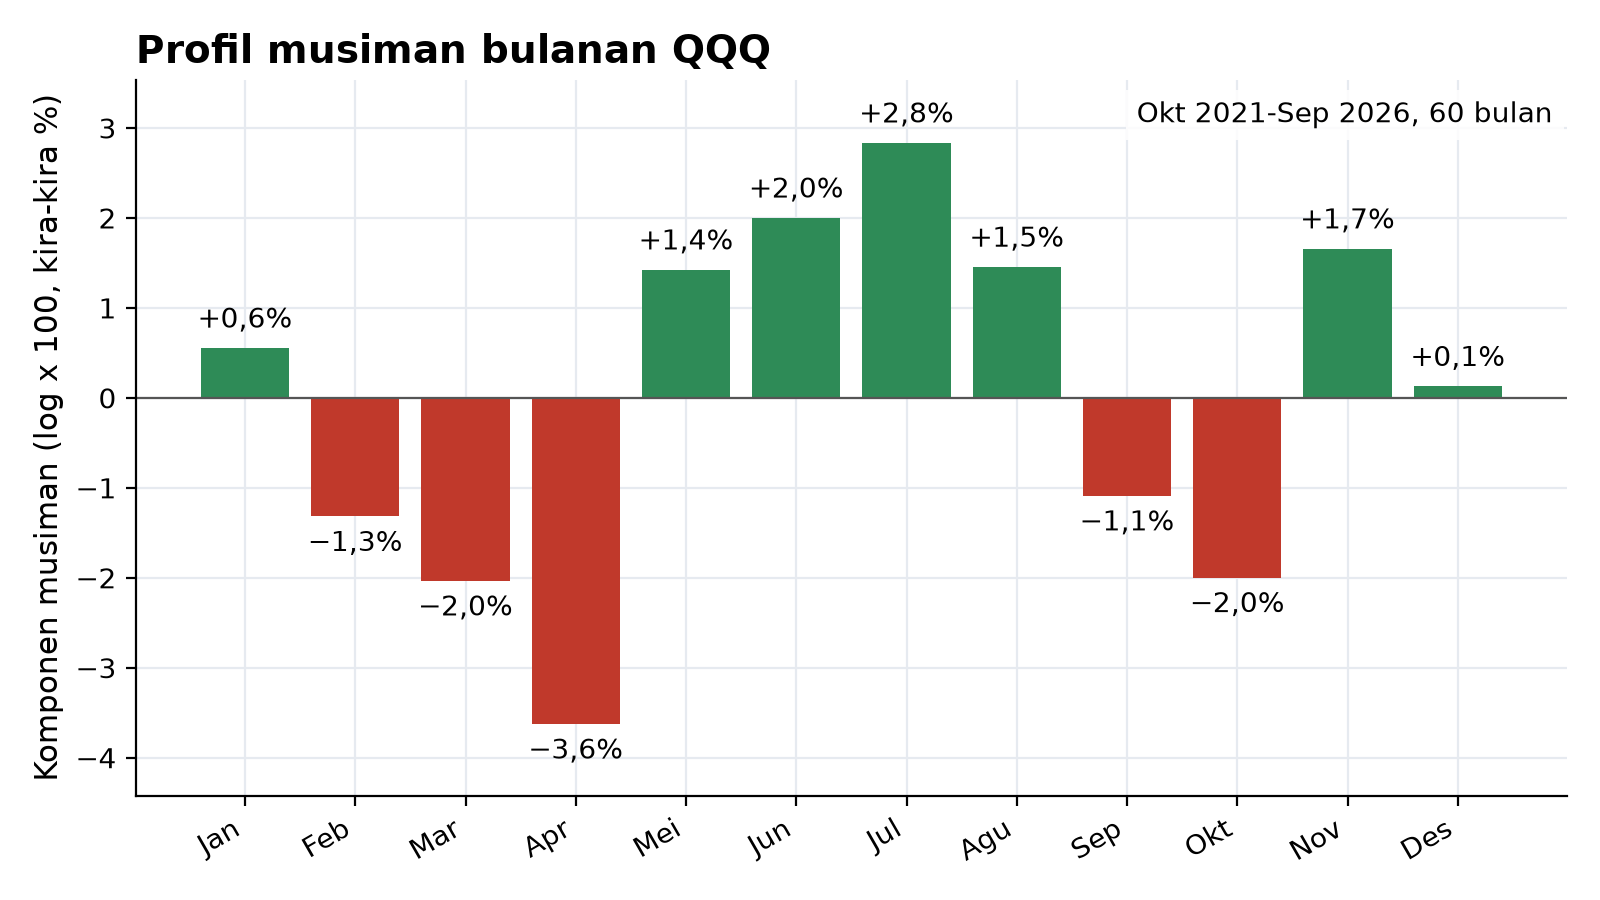 Profil musiman bulanan QQQ
Okt 2021-Sep 2026, 60 bulan
Komponen musiman (log x 100, kira-kira %)
3
2
1
0
−1
−2
−3
−4
+0,6%
−1,3%
−2,0%
−3,6%
+1,4%
+2,0%
+2,8%
+1,5%
−1,1%
−2,0%
+1,7%
+0,1%
Jan
Feb
Mar
Apr
Mei
Jun
Jul
Agu
Sep
Okt
Nov
Des